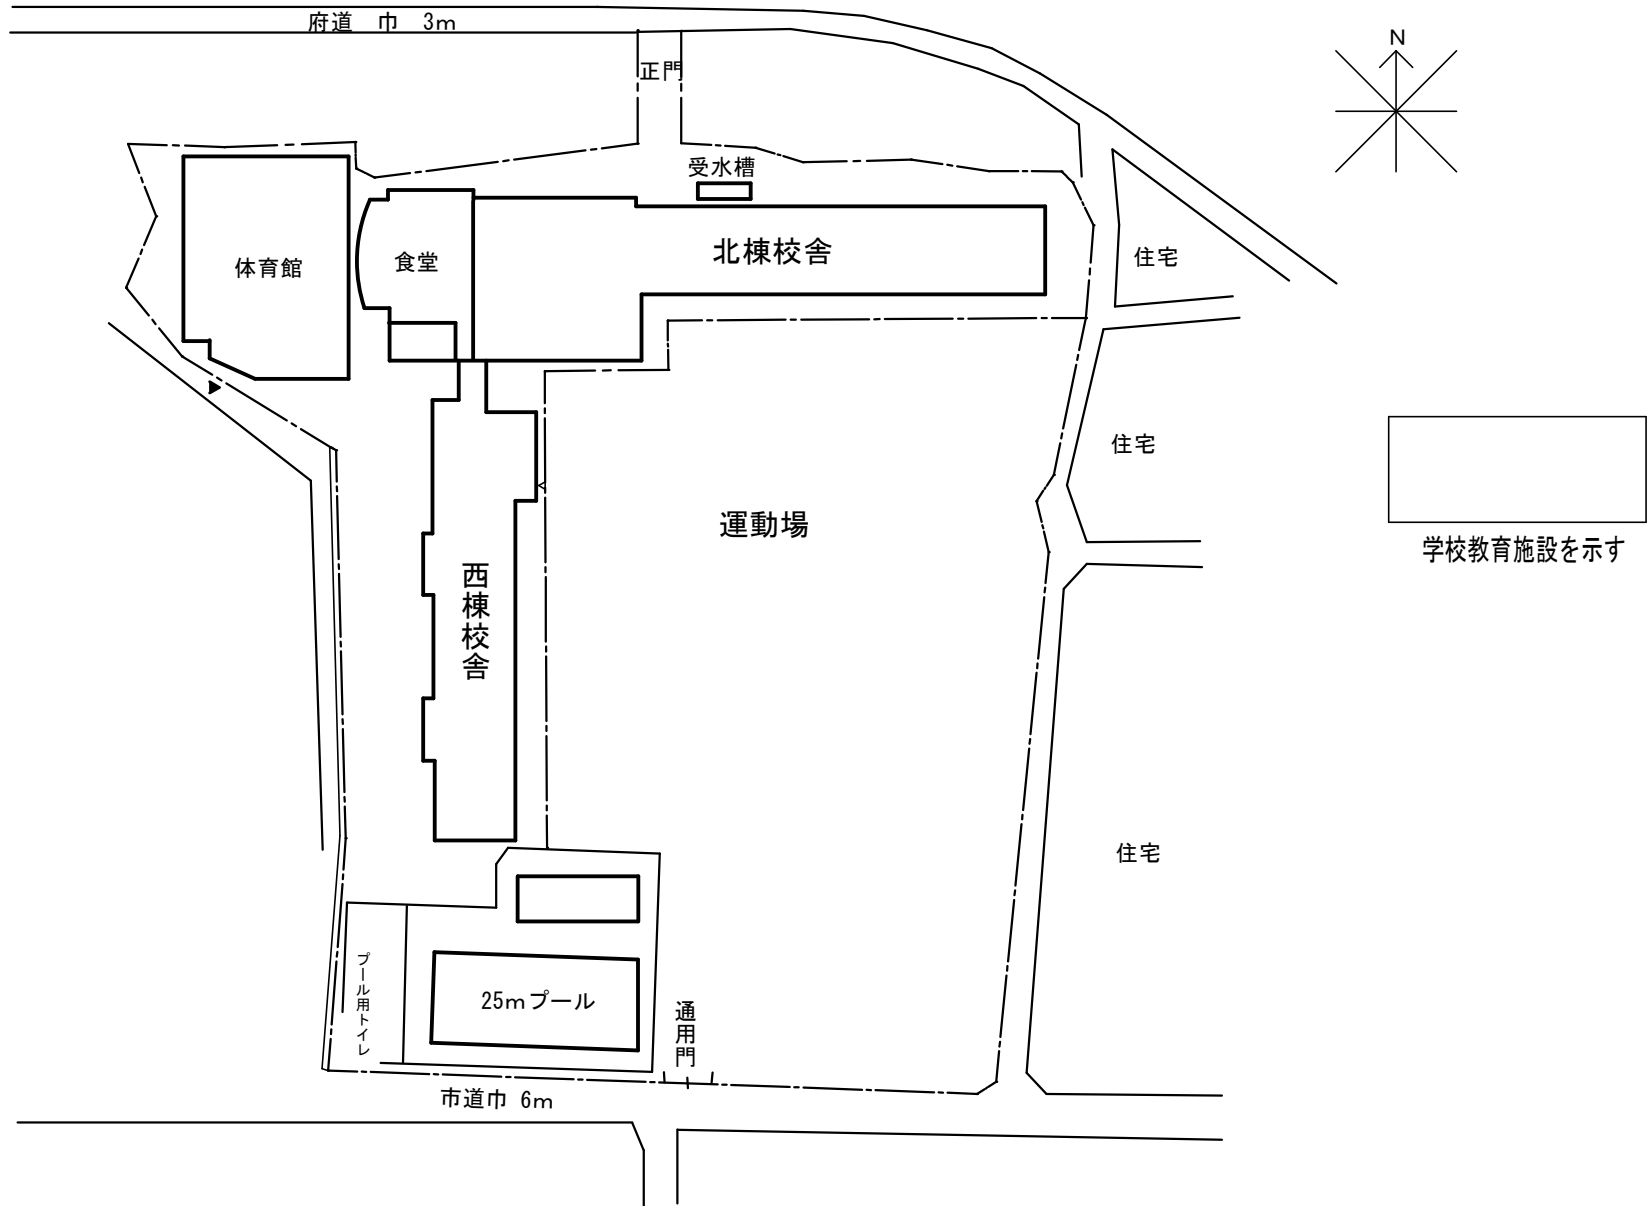 府道 巾 3m
N
正門
受水槽
北棟校舎
住宅
食堂
体育館
住宅
運動場
学校教育施設を示す
西棟校舎
住宅
プール用トイレ
25mプール
通用門
市道巾 6m